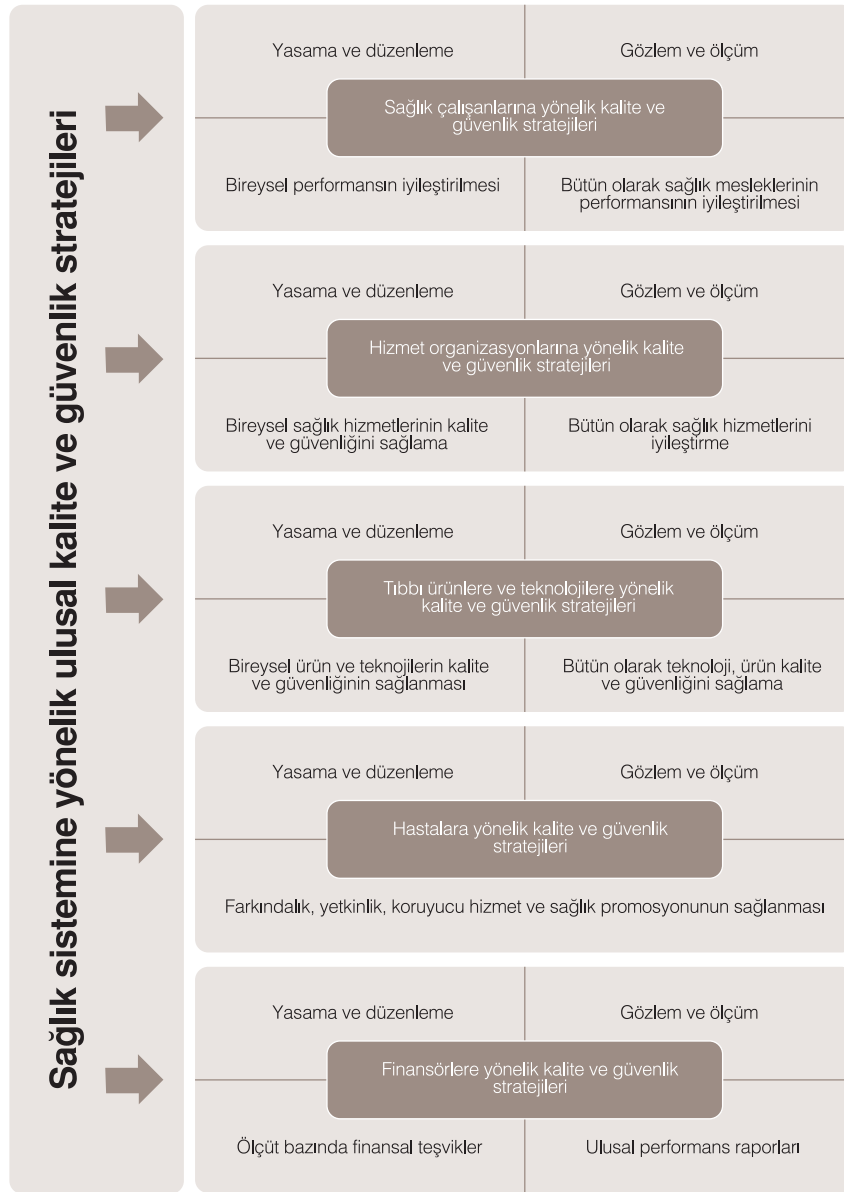 Sağlık sistemine yönelik ulusal kalite ve güvenlik stratejileri
Yasama ve düzenleme
Gözlem ve ölçüm
Sağlık çalışanlarına yönelik kalite ve
güvenlik stratejileri
Bireysel performansın iyileştirilmesi
Bütün olarak sağlık mesleklerinin
performansının iyileştirilmesi
Yasama ve düzenleme
Gözlem ve ölçüm
Hizmet organizasyonlarına yönelik kalite
ve güvenlik stratejileri
Bireysel sağlık hizmetlerinin kalite
ve güvenliğini sağlama
Bütün olarak sağlık hizmetlerini
iyileştirme
Yasama ve düzenleme
Gözlem ve ölçüm
Tıbbı ürünlere ve teknolojilere yönelik
kalite ve güvenlik stratejileri
Bireysel ürün ve teknojilerin kalite
ve güvenliğinin sağlanması
Bütün olarak teknoloji, ürün kalite
ve güvenliğini sağlama
Yasama ve düzenleme
Gözlem ve ölçüm
Hastalara yönelik kalite ve güvenlik
stratejileri
Farkındalık, yetkinlik, koruyucu hizmet ve sağlık promosyonunun sağlanması
Yasama ve düzenleme
Gözlem ve ölçüm
Finansörlere yönelik kalite ve güvenlik
stratejileri
Ölçüt bazında finansal teşvikler
Ulusal performans raporları